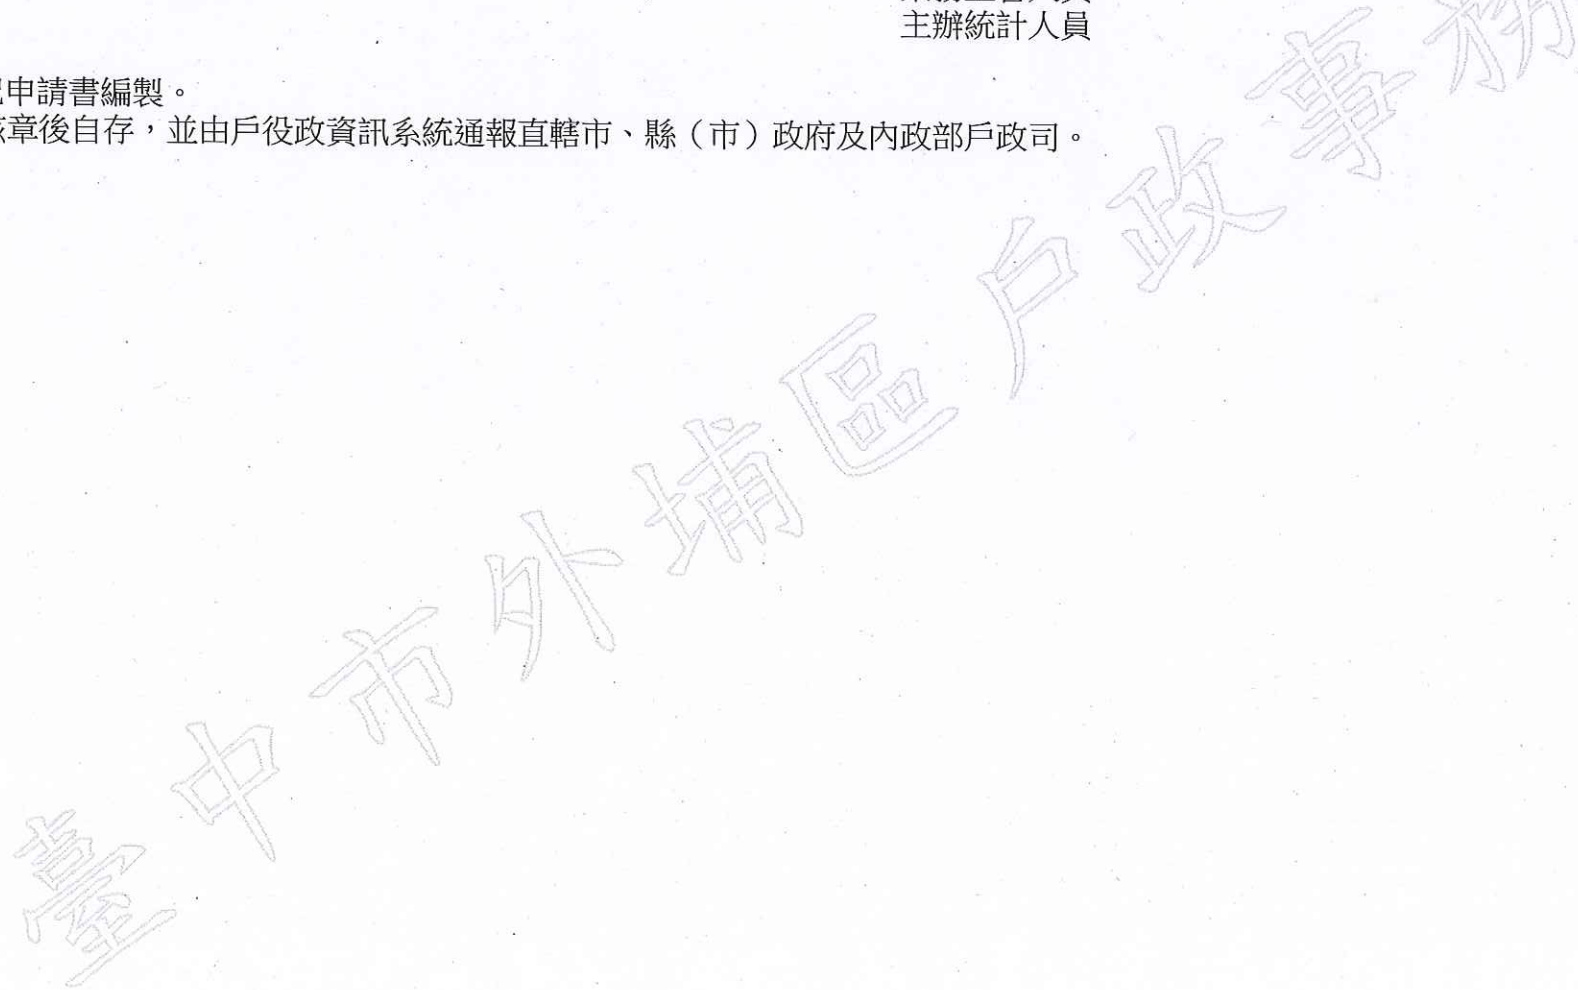 主辦統計人員
申請書編製。
章後自存，並由戶役政資訊系統通報直轄市、縣（市）政府及內政部戶政司。
臺中市外埔區戶政事務